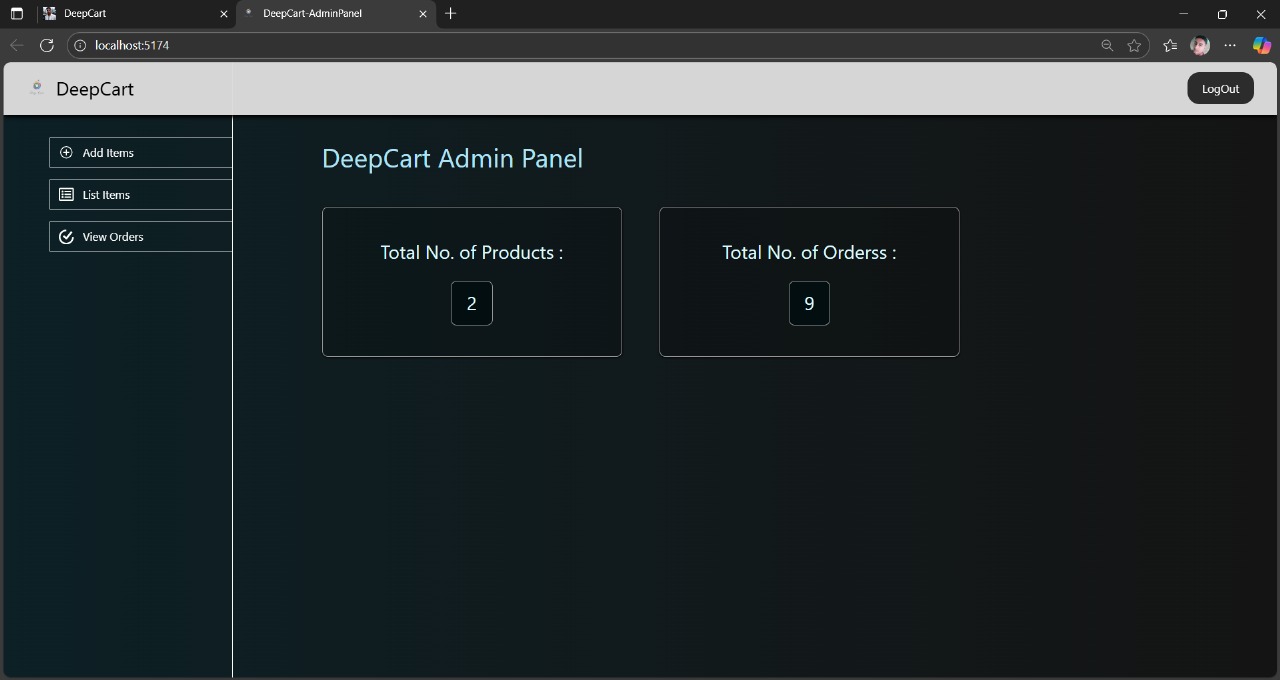 DeepCart
DeepCart-AdminPanel
localhost:5174
DeepCart
LogOut
Add Items
List Items
View Orders
DeepCart Admin Panel
Total No. of Products :
2
Total No. of Orderss :
9